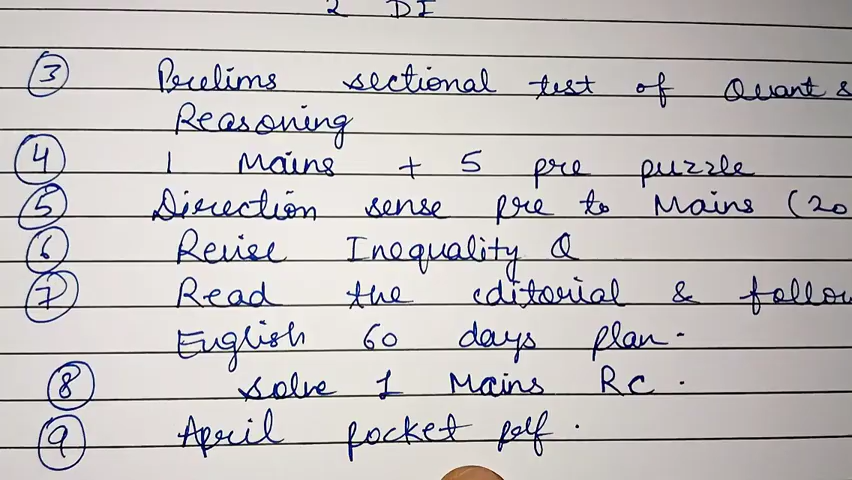 2 DI
③ Prelims sectional test of Quant &
Reasoning
④ 1 Mains + 5 pre puzzle
⑤ Direction sense pre to Mains (20
⑥ Revise Inequality Q
⑦ Read the editorial & follow
English 60 days plan.
⑧ solve 1 Mains RC.
⑨ April pocket pdf.